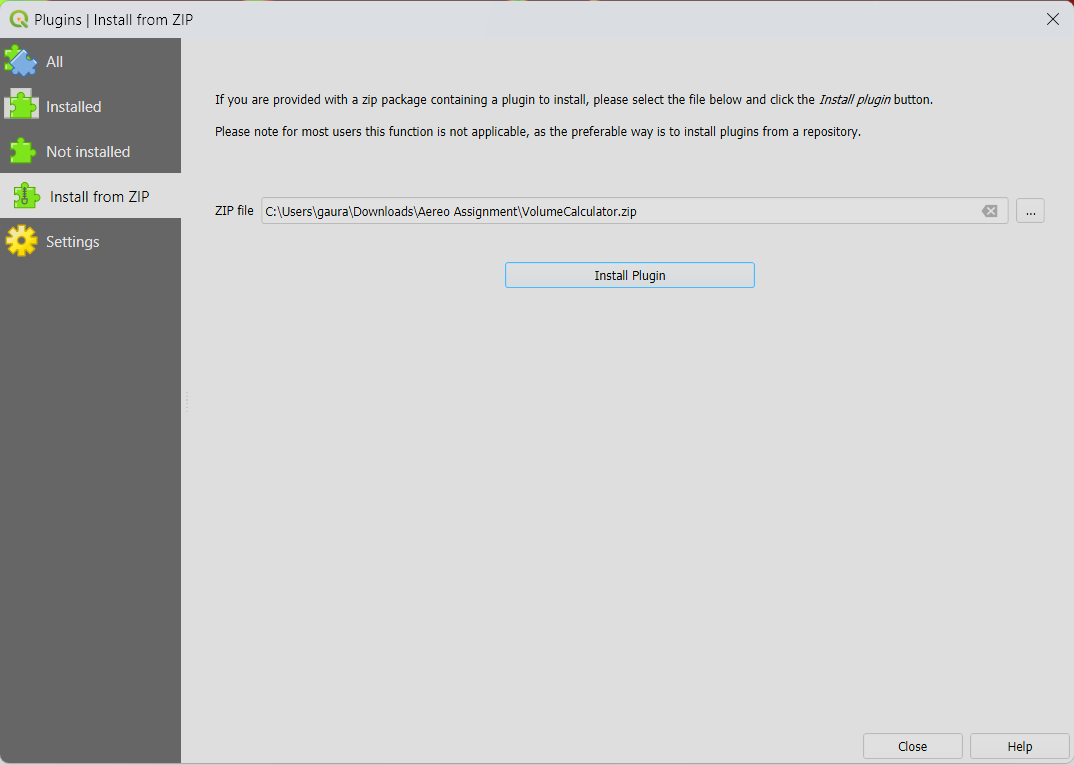 Plugins | Install from ZIP
All
Installed
Not installed
Install from ZIP
Settings
If you are provided with a zip package containing a plugin to install, please select the file below and click the Install plugin button.
Please note for most users this function is not applicable, as the preferable way is to install plugins from a repository.
ZIP file C:\Users\gaura\Downloads\Aereo Assignment\VolumeCalculator.zip ...
Install Plugin
Close Help